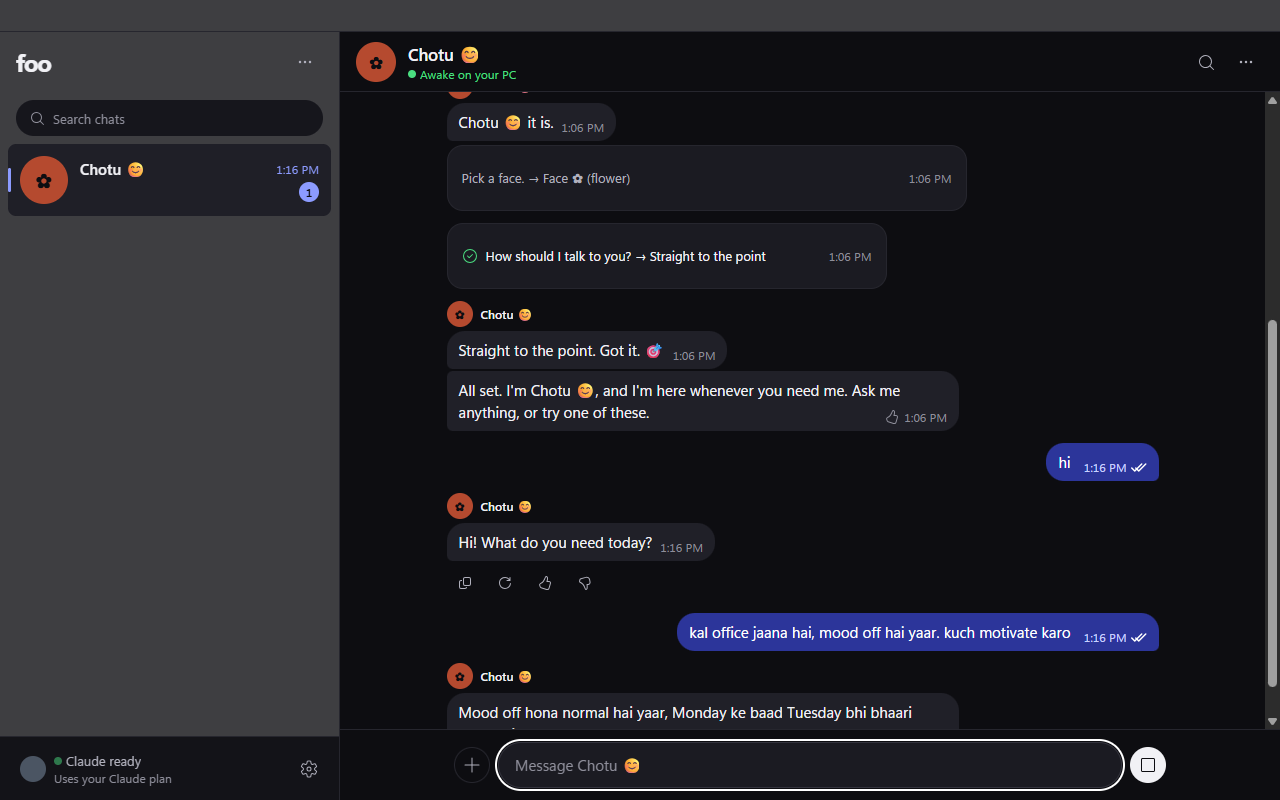 foo
Search chats
Chotu 😊
1:16 PM
1
Claude ready
Uses your Claude plan
Chotu 😊
Awake on your PC
Chotu 😊 it is. 1:06 PM
Pick a face. → Face ✿ (flower) 1:06 PM
How should I talk to you? → Straight to the point 1:06 PM
Chotu 😊
Straight to the point. Got it. 🎯 1:06 PM
All set. I'm Chotu 😊, and I'm here whenever you need me. Ask me
anything, or try one of these. 1:06 PM
hi 1:16 PM
Chotu 😊
Hi! What do you need today? 1:16 PM
kal office jaana hai, mood off hai yaar. kuch motivate karo 1:16 PM
Chotu 😊
Mood off hona normal hai yaar, Monday ke baad Tuesday bhi bhaari
Message Chotu 😊